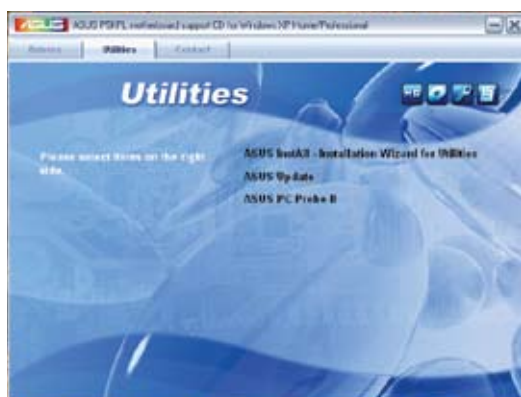 ASUS motherboard support CD for Windows XP Home/Professional
Drivers Utilities Contact
Utilities
Please select items on the right
side.
ASUS InstAll - Installation Wizard for Utilities
ASUS Update
ASUS PC Probe II